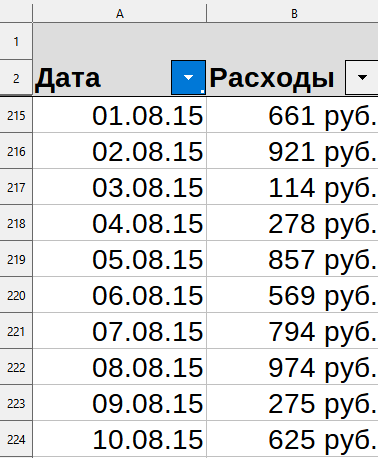 A B
1
2 Дата Расходы
215 01.08.15 661 руб.
216 02.08.15 921 руб.
217 03.08.15 114 руб.
218 04.08.15 278 руб.
219 05.08.15 857 руб.
220 06.08.15 569 руб.
221 07.08.15 794 руб.
222 08.08.15 974 руб.
223 09.08.15 275 руб.
224 10.08.15 625 руб.